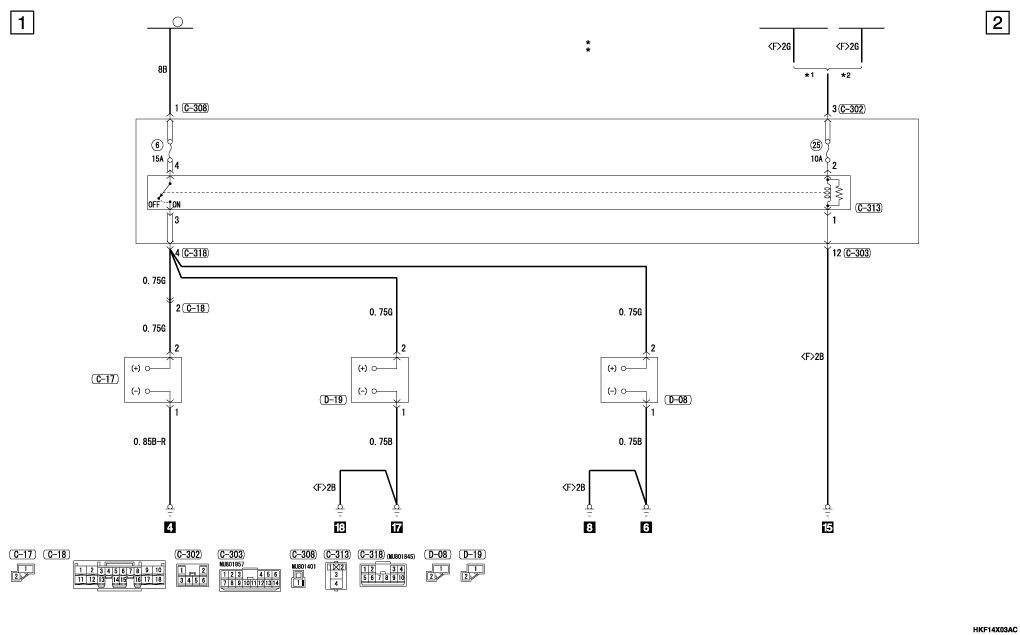 1
2
<F>2G
<F>2G
*
*
8B
*1
*2
1
C-308
3
C-302
6
15A
4
25
10A
2
OFF
ON
C-313
3
1
4
C-318
12
C-303
0.75G
2
C-18
0.75G
0.75G
0.75G
2
2
2
<F>2B
(+)
(+)
(+)
C-17
(-)
(-)
(-)
D-19
D-08
1
1
1
0.85B-R
0.75B
0.75B
<F>2B
<F>2B
4
18
17
8
6
15
C-17
C-18
C-302
C-303
C-308
C-313
C-318
(MU801845)
D-08
D-19
MU801857
MU801401
1
2
1 2 3 4 5 6 7 8 9 10
11 12 13 14 15 16 17 18
1 2
3 4 5 6
1 2 3 4 5 6
7 8 9 10 11 12 13 14
1
1 2
3
4
1 2 3 4
5 6 7 8 9 10
1
2
1
2
HKF14X03AC